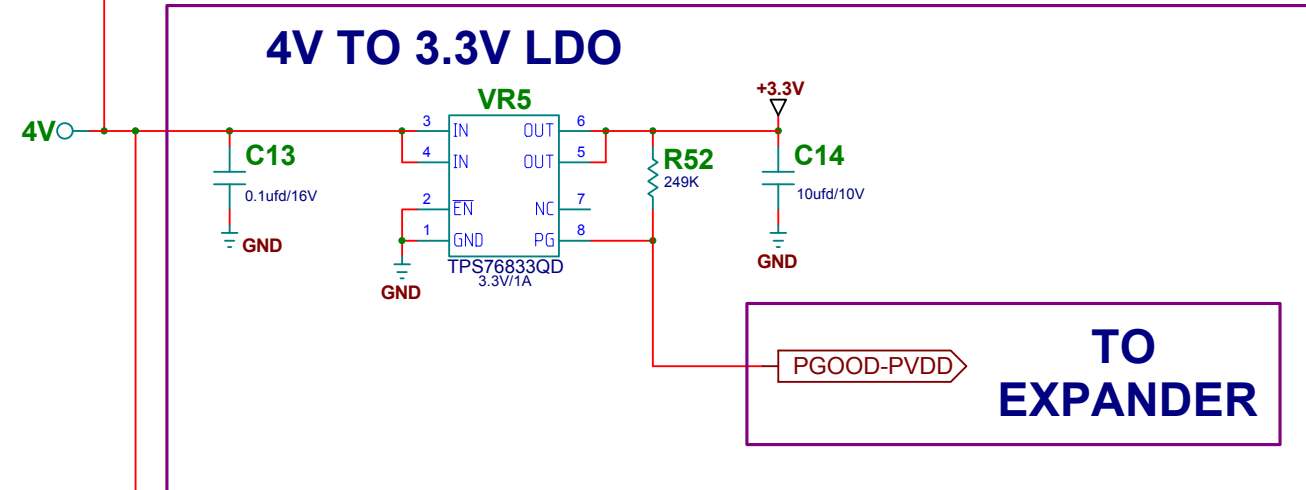 4V TO 3.3V LDO
+3.3V
VR5
4V
3 IN OUT 6
4 IN OUT 5
2 EN NC 7
1 GND PG 8
C13
0.1ufd/16V
GND
R52
249K
C14
10ufd/10V
GND
TPS76833QD
3.3V/1A
GND
PGOOD-PVDD
TO
EXPANDER